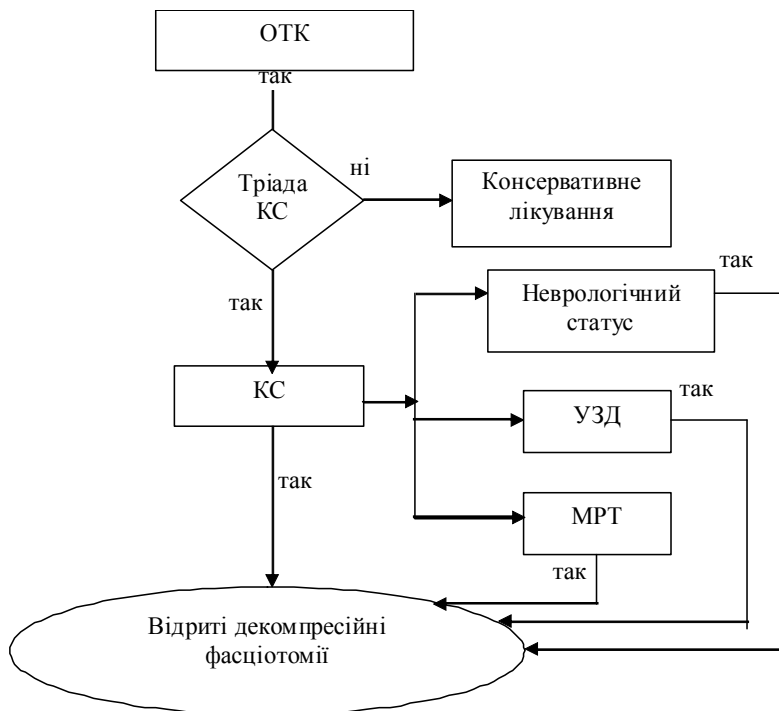 ОТК
так
Тріада
КС
ні
Консервативне
лікування
так
Неврологічний
статус
так
КС
УЗД
так
так
МРТ
так
Відриті декомпресійні
фасціотомії